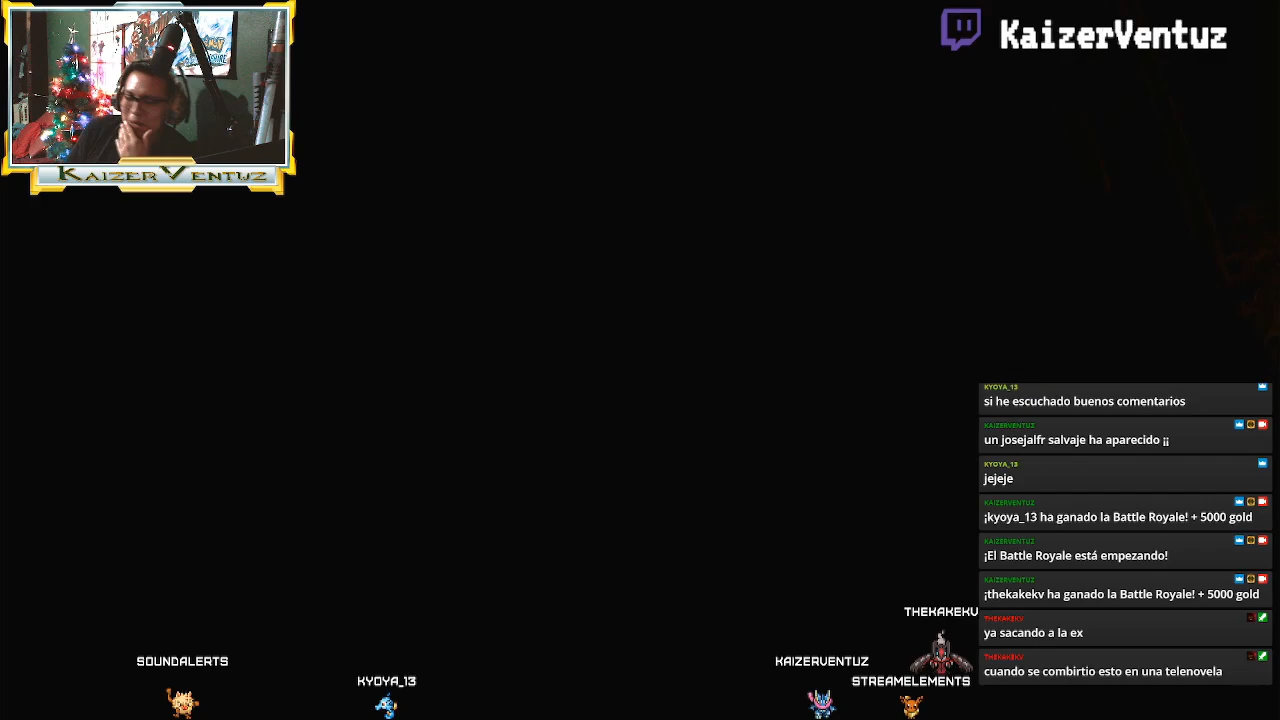 KaizerVentuz
KaizerVentuz
KYOYA_13
si he escuchado buenos comentarios
KAIZERVENTUZ
un josejalfr salvaje ha aparecido ¡¡
KYOYA_13
jejeje
KAIZERVENTUZ
¡kyoya_13 ha ganado la Battle Royale! + 5000 gold
KAIZERVENTUZ
¡El Battle Royale está empezando!
KAIZERVENTUZ
¡thekakekv ha ganado la Battle Royale! + 5000 gold
THEKAKEKV
ya sacando a la ex
THEKAKEKV
cuando se combirtio esto en una telenovela
THEKAKEKV
SOUNDALERTS
KYOYA_13
KAIZERVENTUZ
STREAMELEMENTS